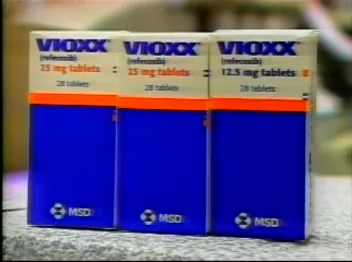 VIOXX
(rofecoxib)
25 mg tablets
28 tablets
MSD
VIOXX
(rofecoxib)
25 mg tablets
28 tablets
MSD
VIOXX
(rofecoxib)
12.5 mg tablets
28 tablets
MSD